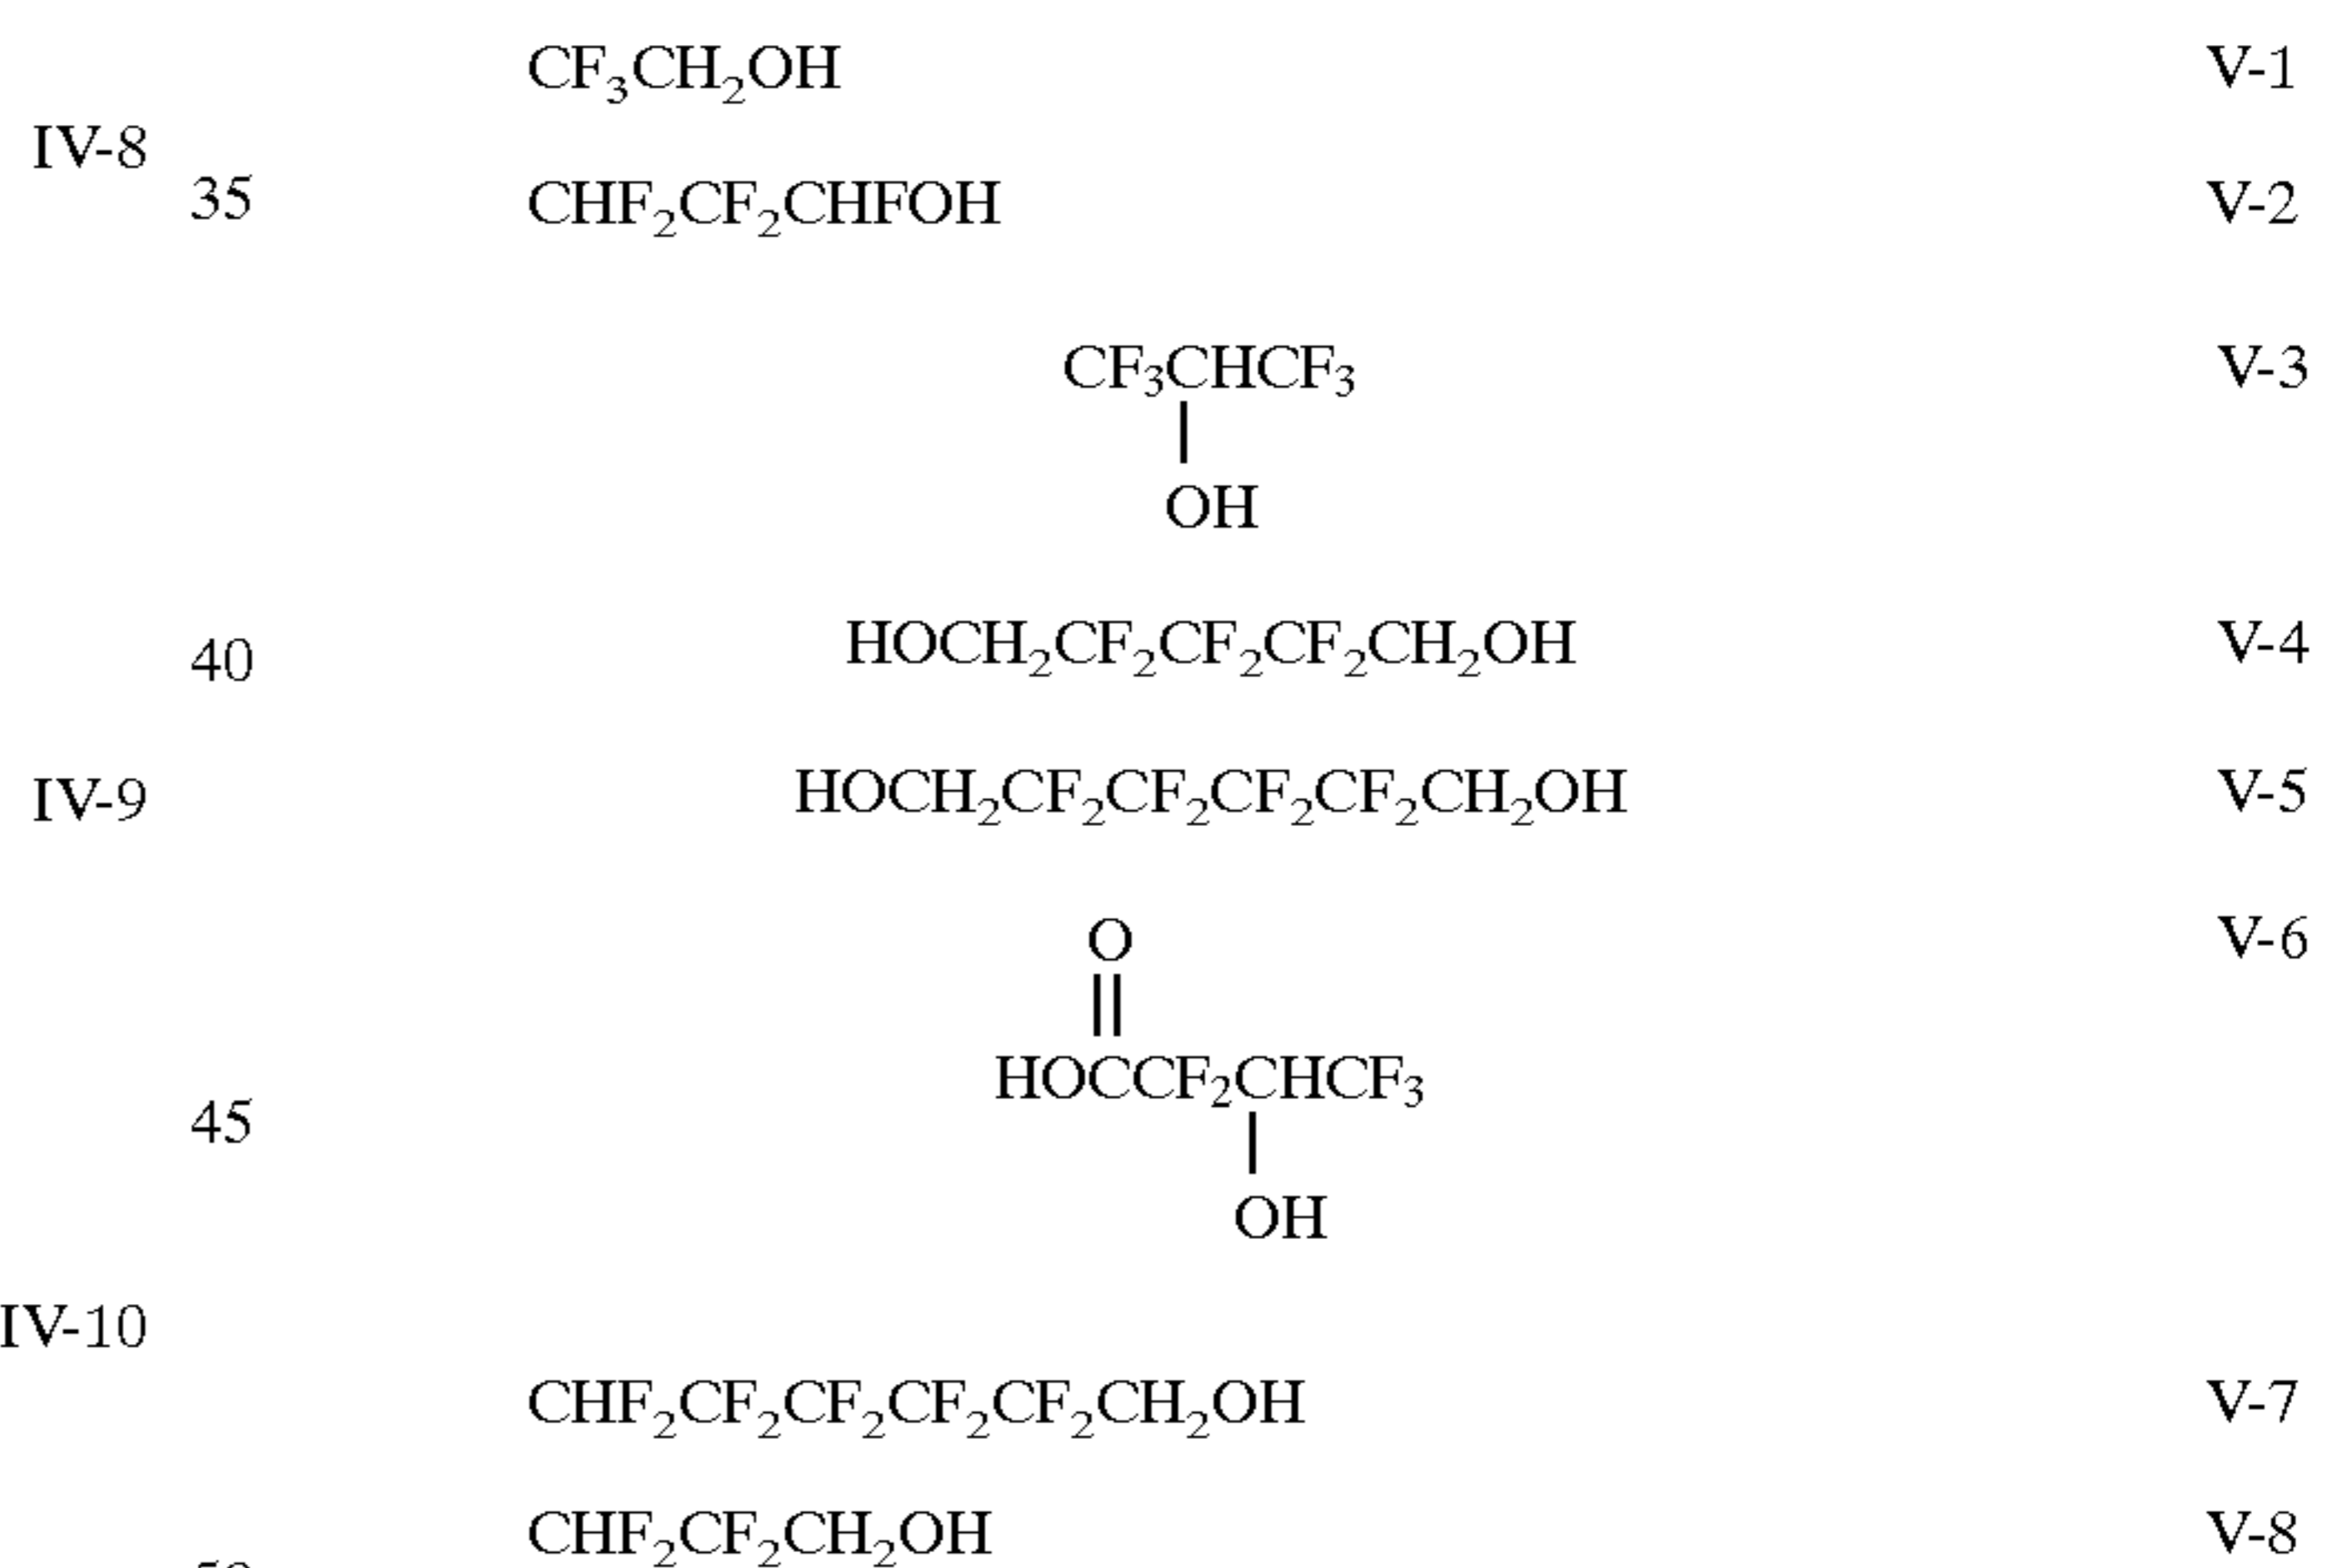 CF₃CH₂OH V-1
IV-8
35 CHF₂CF₂CHFOH V-2
CF₃CHCF₃ V-3
OH
40 HOCH₂CF₂CF₂CF₂CH₂OH V-4
IV-9 HOCH₂CF₂CF₂CF₂CF₂CH₂OH V-5
O V-6
HOCCF₂CHCF₃
45
OH
IV-10
CHF₂CF₂CF₂CF₂CF₂CH₂OH V-7
CHF₂CF₂CH₂OH V-8